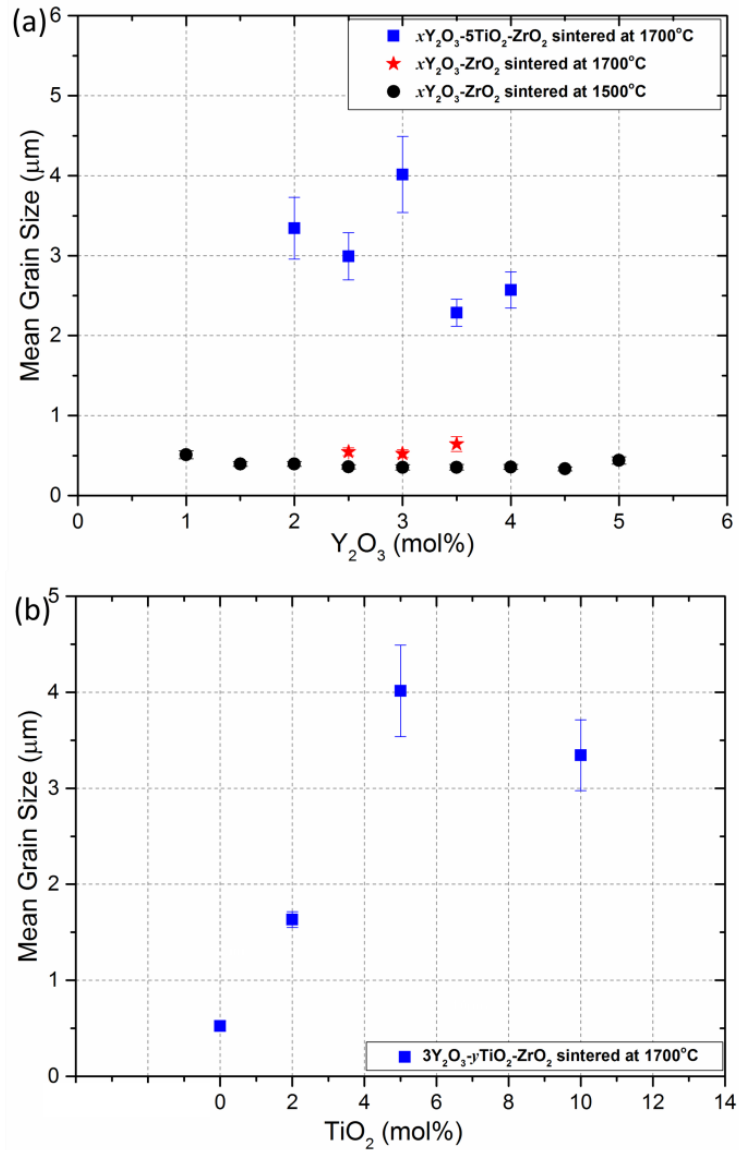 (a)
xY₂O₃-5TiO₂-ZrO₂ sintered at 1700°C
xY₂O₃-ZrO₂ sintered at 1700°C
xY₂O₃-ZrO₂ sintered at 1500°C
Mean Grain Size (μm)
6
5
4
3
2
1
0
0 1 2 3 4 5 6
Y₂O₃ (mol%)
(b)
Mean Grain Size (μm)
5
4
3
2
1
0
3Y₂O₃-yTiO₂-ZrO₂ sintered at 1700°C
0 2 4 6 8 10 12 14
TiO₂ (mol%)